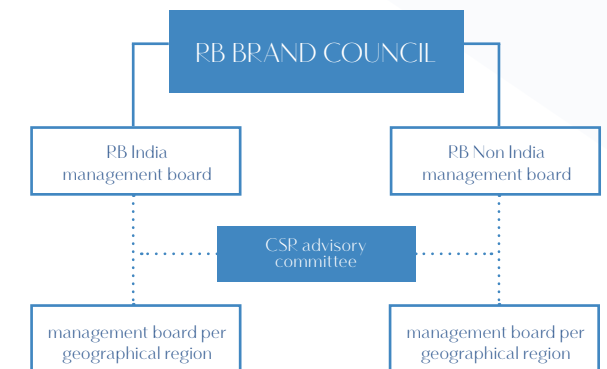 RB BRAND COUNCIL
RB India
management board
RB Non India
management board
CSR advisory
committee
management board per
geographical region
management board per
geographical region